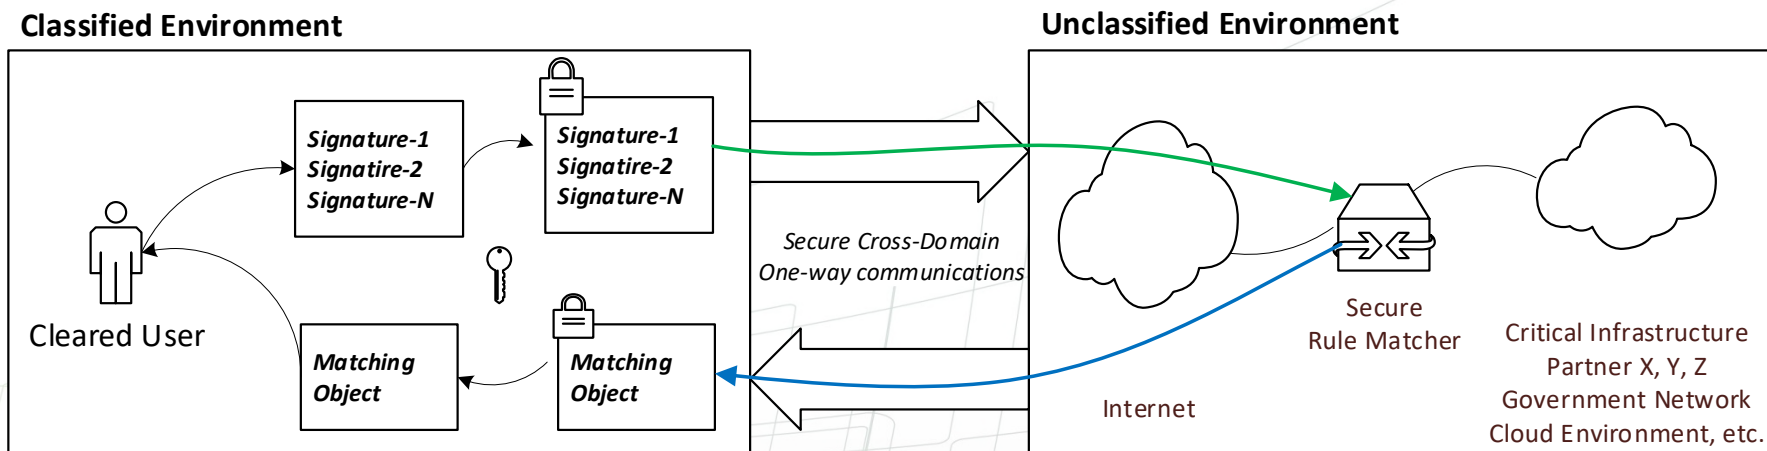 Classified Environment
Unclassified Environment
Signature-1
Signatire-2
Signature-N
Signature-1
Signatire-2
Signature-N
Secure Cross-Domain
One-way communications
Cleared User
Matching
Object
Matching
Object
Secure
Rule Matcher
Internet
Critical Infrastructure
Partner X, Y, Z
Government Network
Cloud Environment, etc.